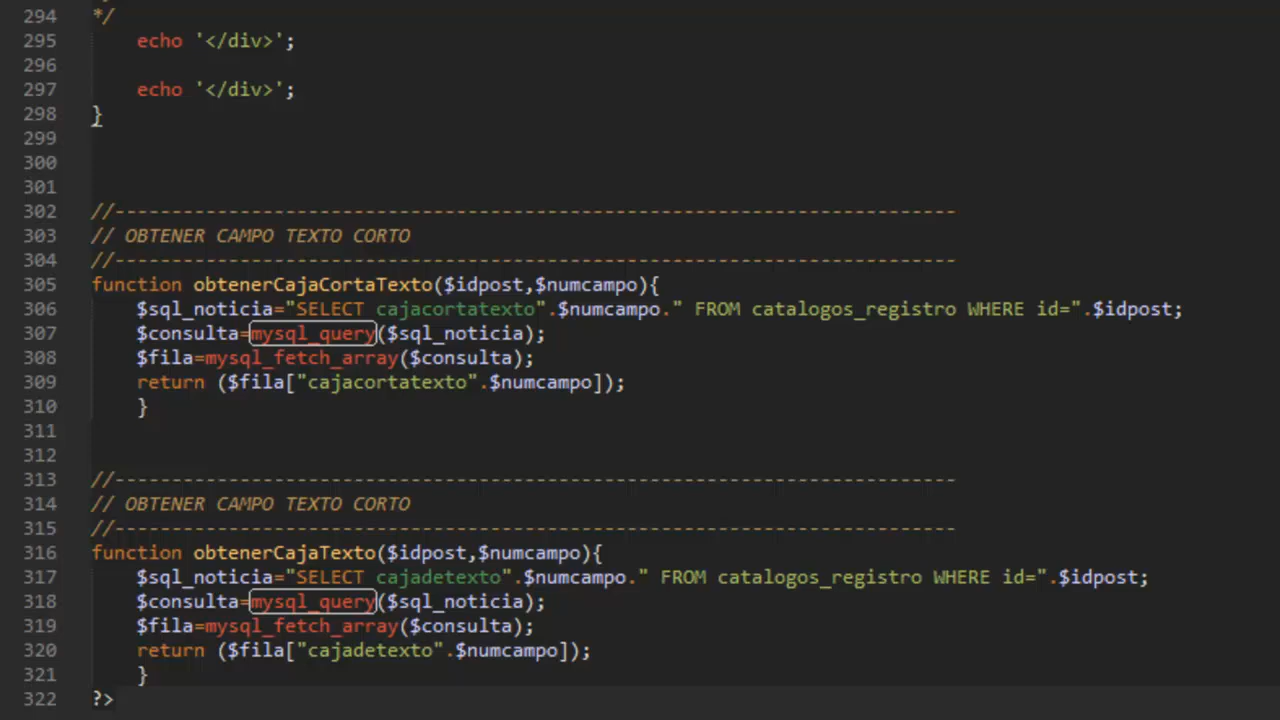 294 */
295     echo '</div>';
296
297     echo '</div>';
298 }
299
300
301
302 //---------------------------------------------------------------------------
303 // OBTENER CAMPO TEXTO CORTO
304 //---------------------------------------------------------------------------
305 function obtenerCajaCortaTexto($idpost,$numcampo){
306     $sql_noticia="SELECT cajacortatexto".$numcampo." FROM catalogos_registro WHERE id=".$idpost;
307     $consulta=mysql_query($sql_noticia);
308     $fila=mysql_fetch_array($consulta);
309     return ($fila["cajacortatexto".$numcampo]);
310     }
311
312
313 //---------------------------------------------------------------------------
314 // OBTENER CAMPO TEXTO CORTO
315 //---------------------------------------------------------------------------
316 function obtenerCajaTexto($idpost,$numcampo){
317     $sql_noticia="SELECT cajadetexto".$numcampo." FROM catalogos_registro WHERE id=".$idpost;
318     $consulta=mysql_query($sql_noticia);
319     $fila=mysql_fetch_array($consulta);
320     return ($fila["cajadetexto".$numcampo]);
321     }
322 ?>